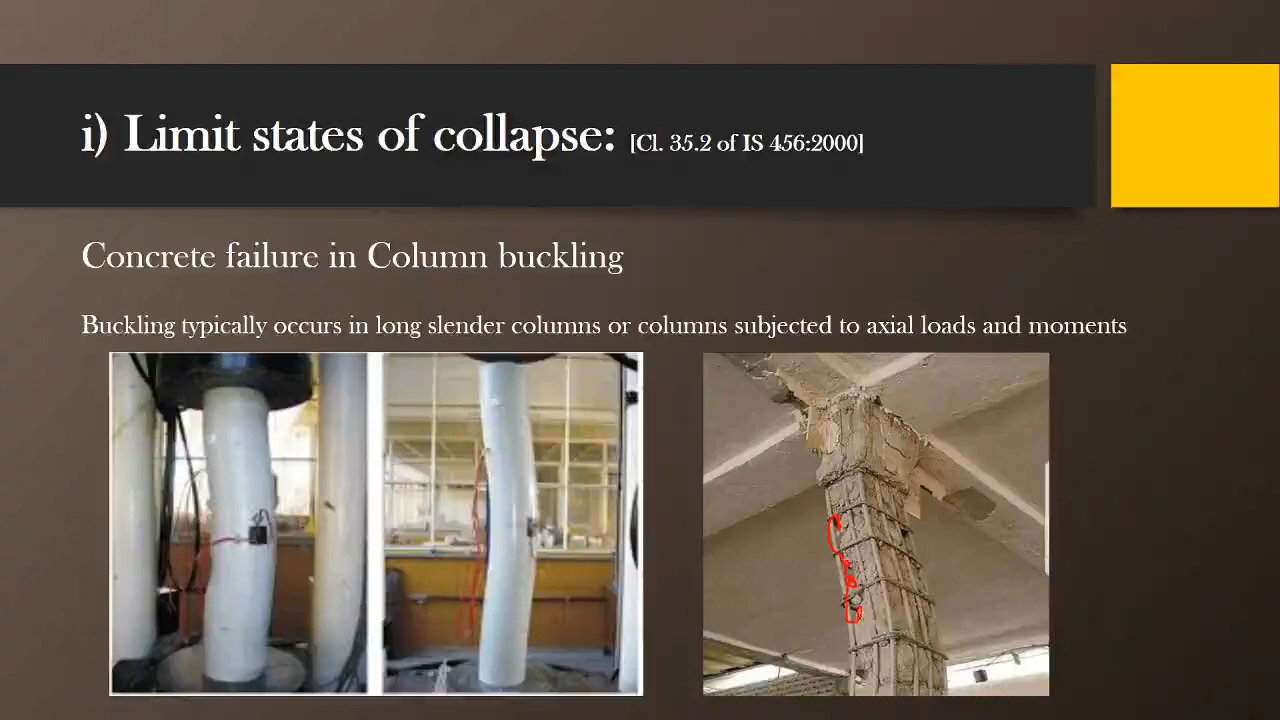 i) Limit states of collapse: [Cl. 35.2 of IS 456:2000]
Concrete failure in Column buckling
Buckling typically occurs in long slender columns or columns subjected to axial loads and moments